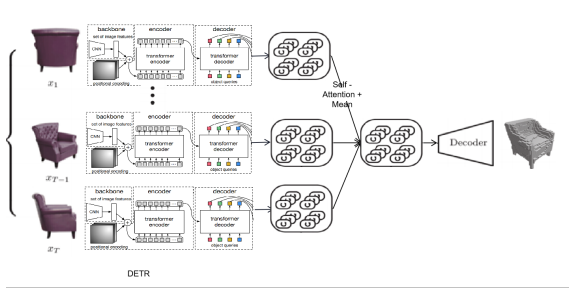 backbone encoder decoder
set of image features
CNN
transformer
encoder
transformer
decoder
positional encoding
object queries
x1
Self -
Attention +
Mean
backbone encoder decoder
set of image features
CNN
transformer
encoder
transformer
decoder
positional encoding
object queries
xT−1
Decoder
backbone encoder decoder
set of image features
CNN
transformer
encoder
transformer
decoder
positional encoding
object queries
xT
DETR